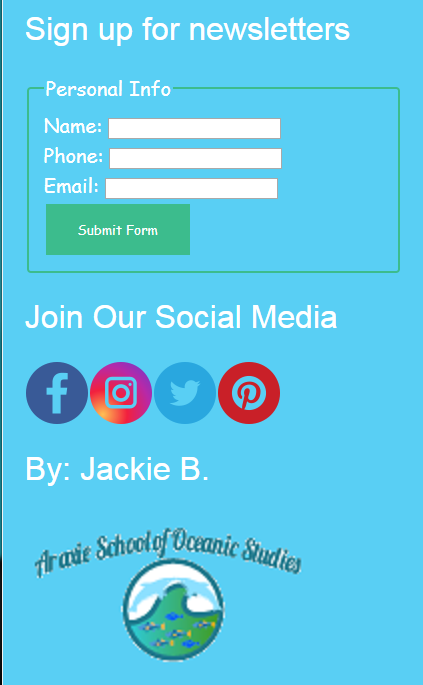 Sign up for newsletters
Personal Info
Name:
Phone:
Email:
Submit Form
Join Our Social Media
By: Jackie B.
Araxie School of Oceanic Studies